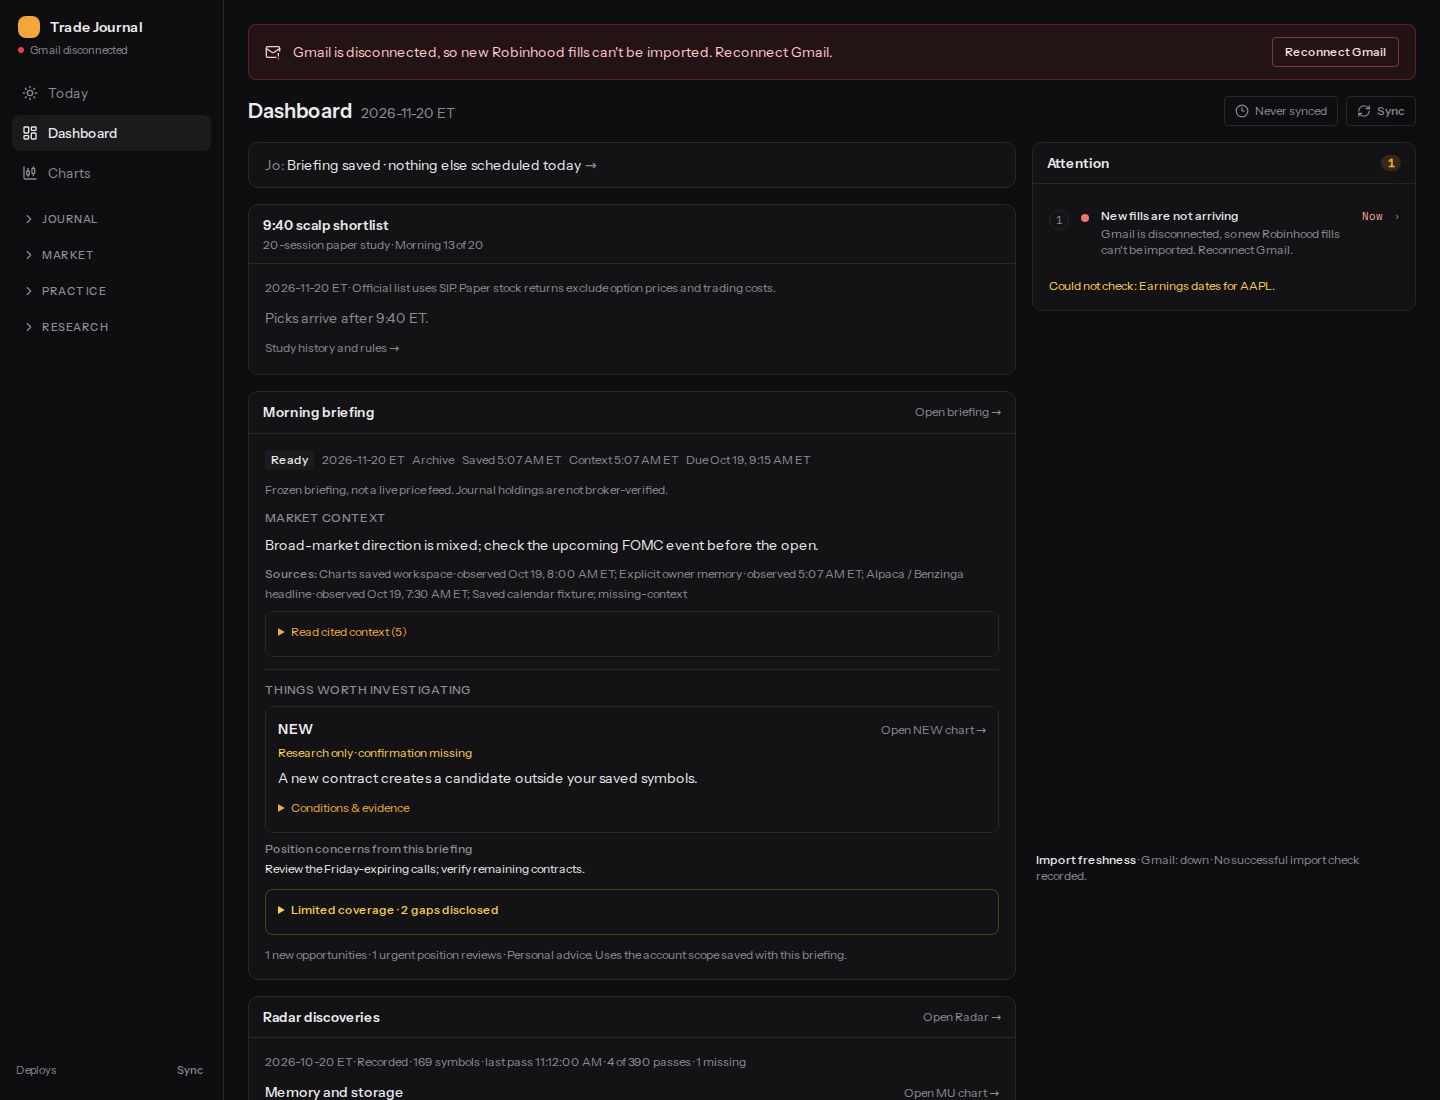 Trade Journal
Gmail disconnected
Today
Dashboard
Charts
JOURNAL
MARKET
PRACTICE
RESEARCH
Deploys
Sync
Gmail is disconnected, so new Robinhood fills can't be imported. Reconnect Gmail.
Reconnect Gmail
Dashboard 2026-11-20 ET
Never synced
Sync
Jo: Briefing saved · nothing else scheduled today →
9:40 scalp shortlist
20-session paper study · Morning 13 of 20
2026-11-20 ET · Official list uses SIP. Paper stock returns exclude option prices and trading costs.
Picks arrive after 9:40 ET.
Study history and rules →
Morning briefing
Open briefing →
Ready 2026-11-20 ET Archive Saved 5:07 AM ET Context 5:07 AM ET Due Oct 19, 9:15 AM ET
Frozen briefing, not a live price feed. Journal holdings are not broker-verified.
MARKET CONTEXT
Broad-market direction is mixed; check the upcoming FOMC event before the open.
Sources: Charts saved workspace · observed Oct 19, 8:00 AM ET; Explicit owner memory · observed 5:07 AM ET; Alpaca / Benzinga
headline · observed Oct 19, 7:30 AM ET; Saved calendar fixture; missing-context
Read cited context (5)
THINGS WORTH INVESTIGATING
NEW
Open NEW chart →
Research only · confirmation missing
A new contract creates a candidate outside your saved symbols.
Conditions & evidence
Position concerns from this briefing
Review the Friday-expiring calls; verify remaining contracts.
Limited coverage · 2 gaps disclosed
1 new opportunities · 1 urgent position reviews · Personal advice. Uses the account scope saved with this briefing.
Radar discoveries
Open Radar →
2026-10-20 ET · Recorded · 169 symbols · last pass 11:12:00 AM · 4 of 390 passes · 1 missing
Memory and storage
Open MU chart →
Attention
1
1
New fills are not arriving
Now ›
Gmail is disconnected, so new Robinhood fills
can't be imported. Reconnect Gmail.
Could not check: Earnings dates for AAPL.
Import freshness · Gmail: down · No successful import check
recorded.